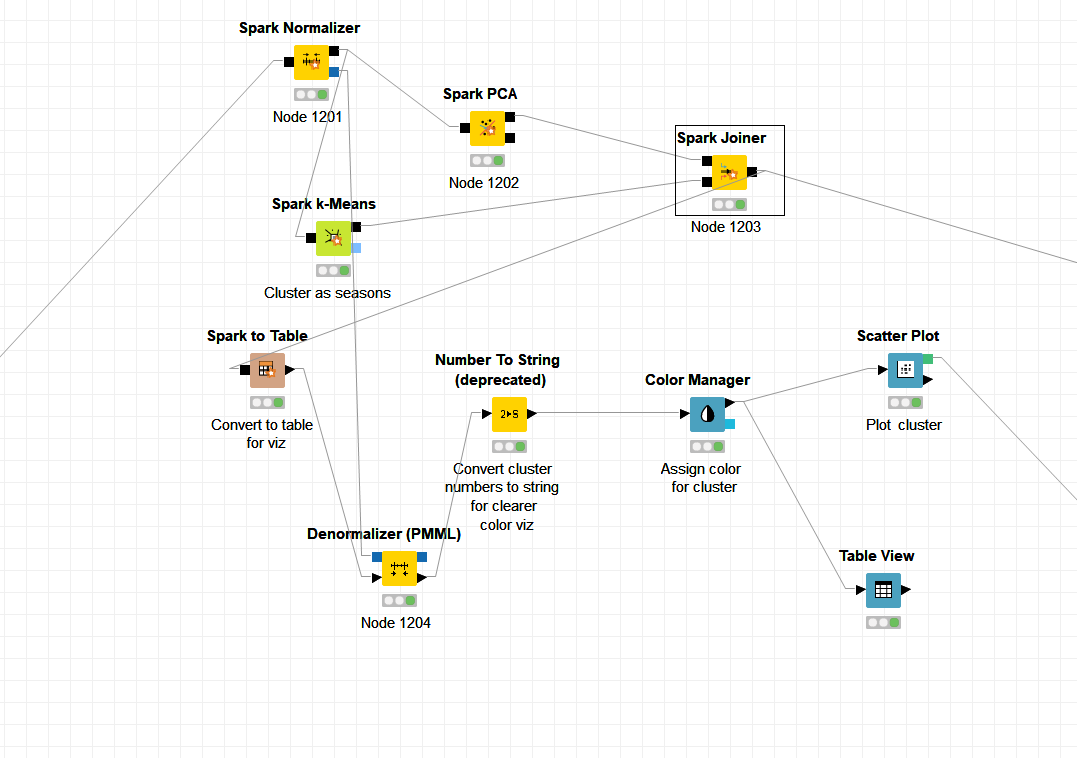 Spark Normalizer
Node 1201
Spark PCA
Node 1202
Spark Joiner
Node 1203
Spark k-Means
Cluster as seasons
Spark to Table
Convert to table
for viz
Number To String
(deprecated)
2▸S
Convert cluster
numbers to string
for clearer
color viz
Color Manager
Assign color
for cluster
Scatter Plot
Plot cluster
Denormalizer (PMML)
Node 1204
Table View